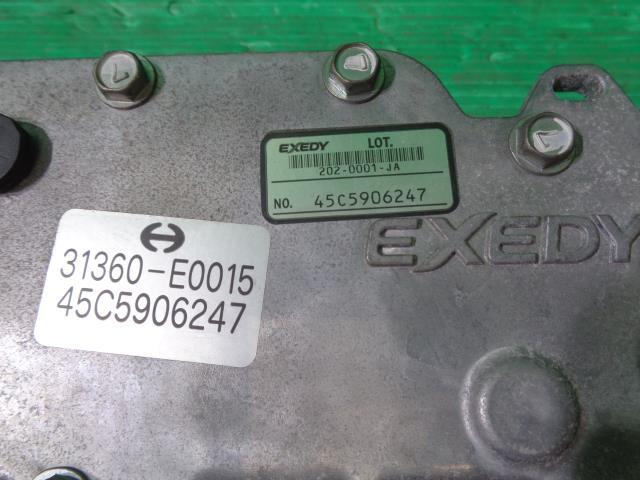 EXEDY LOT.
202-0001-JA
NO. 45C5906247
EXEDY
31360-E0015
45C5906247